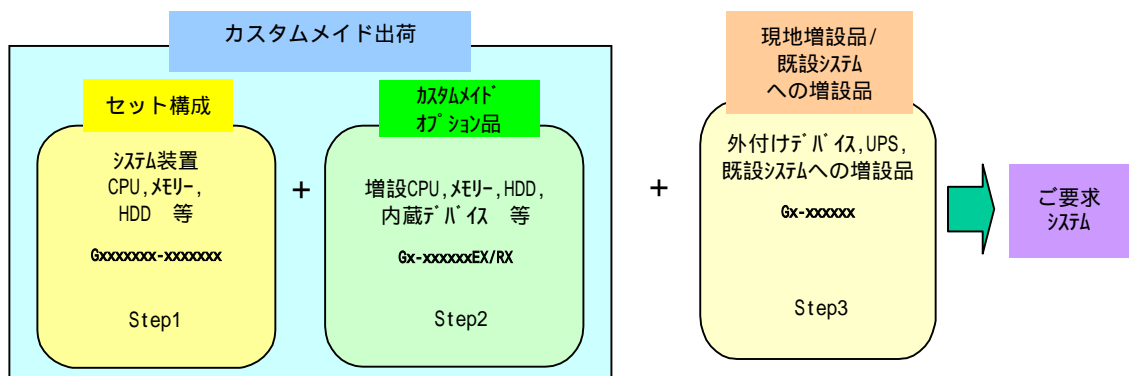 カスタムメイド出荷
セット構成
システム装置
CPU,メモリー,
HDD 等
Gxxxxxxx-xxxxxxx
Step1
+
カスタムメイド
オプション品
増設CPU,メモリー,HDD,
内蔵デバイス 等
Gx-xxxxxxEX/RX
Step2
+
現地増設品/
既設システム
への増設品
外付けデバイス,UPS,
既設システムへの増設品
Gx-xxxxxx
Step3
ご要求
システム